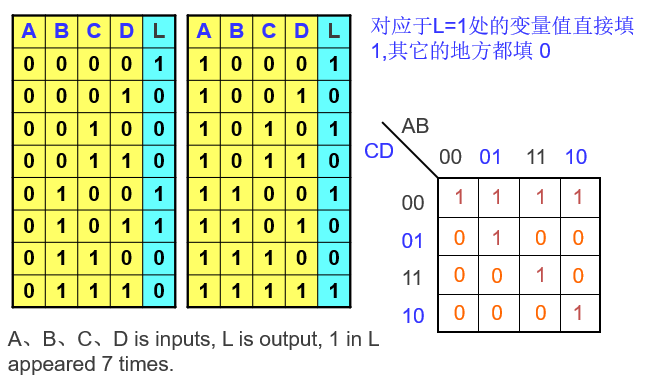 A B C D L
0 0 0 0 1
0 0 0 1 0
0 0 1 0 0
0 0 1 1 0
0 1 0 0 1
0 1 0 1 1
0 1 1 0 0
0 1 1 1 0
A B C D L
1 0 0 0 1
1 0 0 1 0
1 0 1 0 1
1 0 1 1 0
1 1 0 0 1
1 1 0 1 0
1 1 1 0 0
1 1 1 1 1
对应于L=1处的变量值直接填
1,其它的地方都填 0
AB
CD
00 01 11 10
00 1 1 1 1
01 0 1 0 0
11 0 0 1 0
10 0 0 0 1
A、B、C、D is inputs, L is output, 1 in L
appeared 7 times.